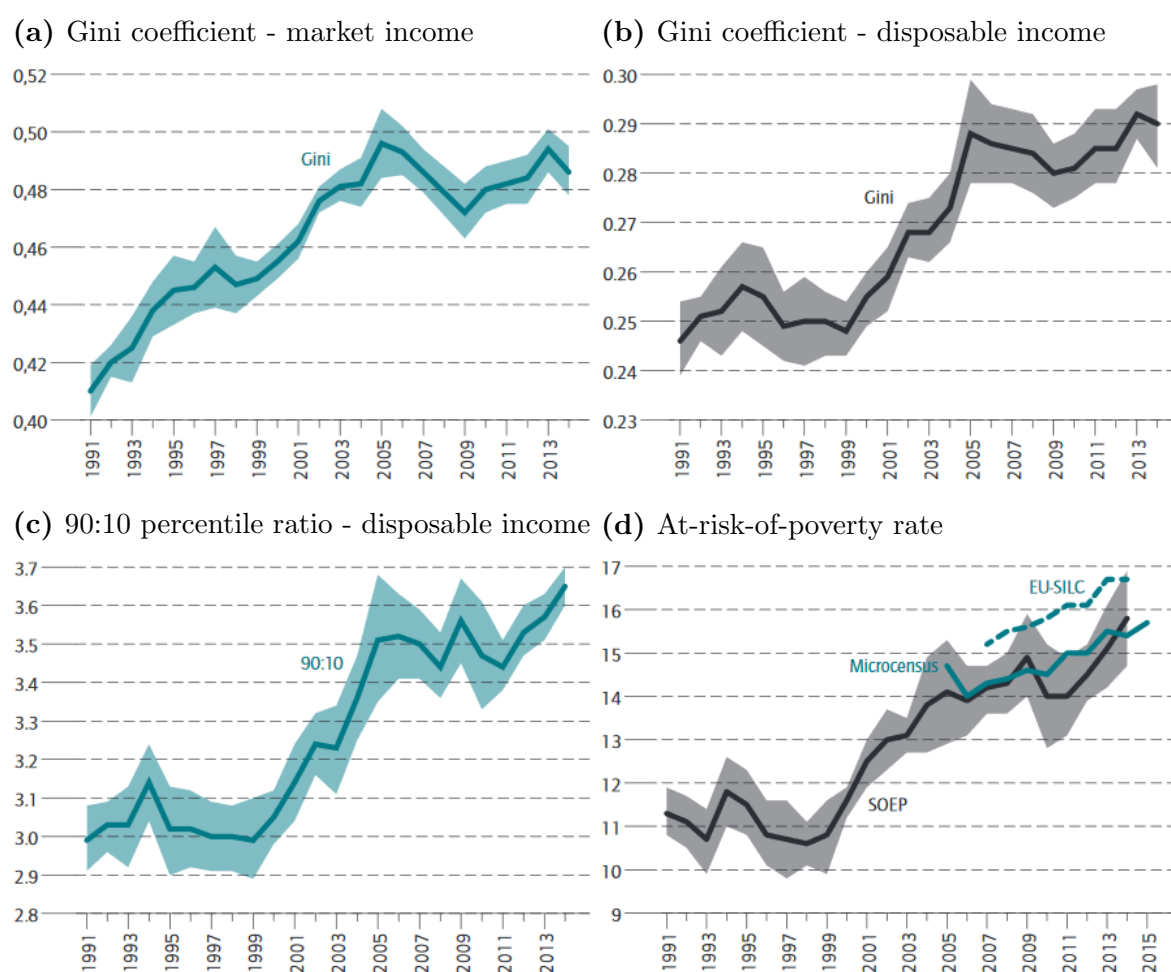 (a) Gini coefficient - market income
0,52
0,50
0,48
0,46
0,44
0,42
0,40
Gini
1991 1993 1995 1997 1999 2001 2003 2005 2007 2009 2011 2013
(b) Gini coefficient - disposable income
0.30
0.29
0.28
0.27
0.26
0.25
0.24
0.23
Gini
1991 1993 1995 1997 1999 2001 2003 2005 2007 2009 2011 2013
(c) 90:10 percentile ratio - disposable income
3.7
3.6
3.5
3.4
3.3
3.2
3.1
3.0
2.9
2.8
90:10
1991 1993 1995 1997 1999 2001 2003 2005 2007 2009 2011 2013
(d) At-risk-of-poverty rate
17
16
15
14
13
12
11
10
9
EU-SILC
Microcensus
SOEP
1991 1993 1995 1997 1999 2001 2003 2005 2007 2009 2011 2013 2015